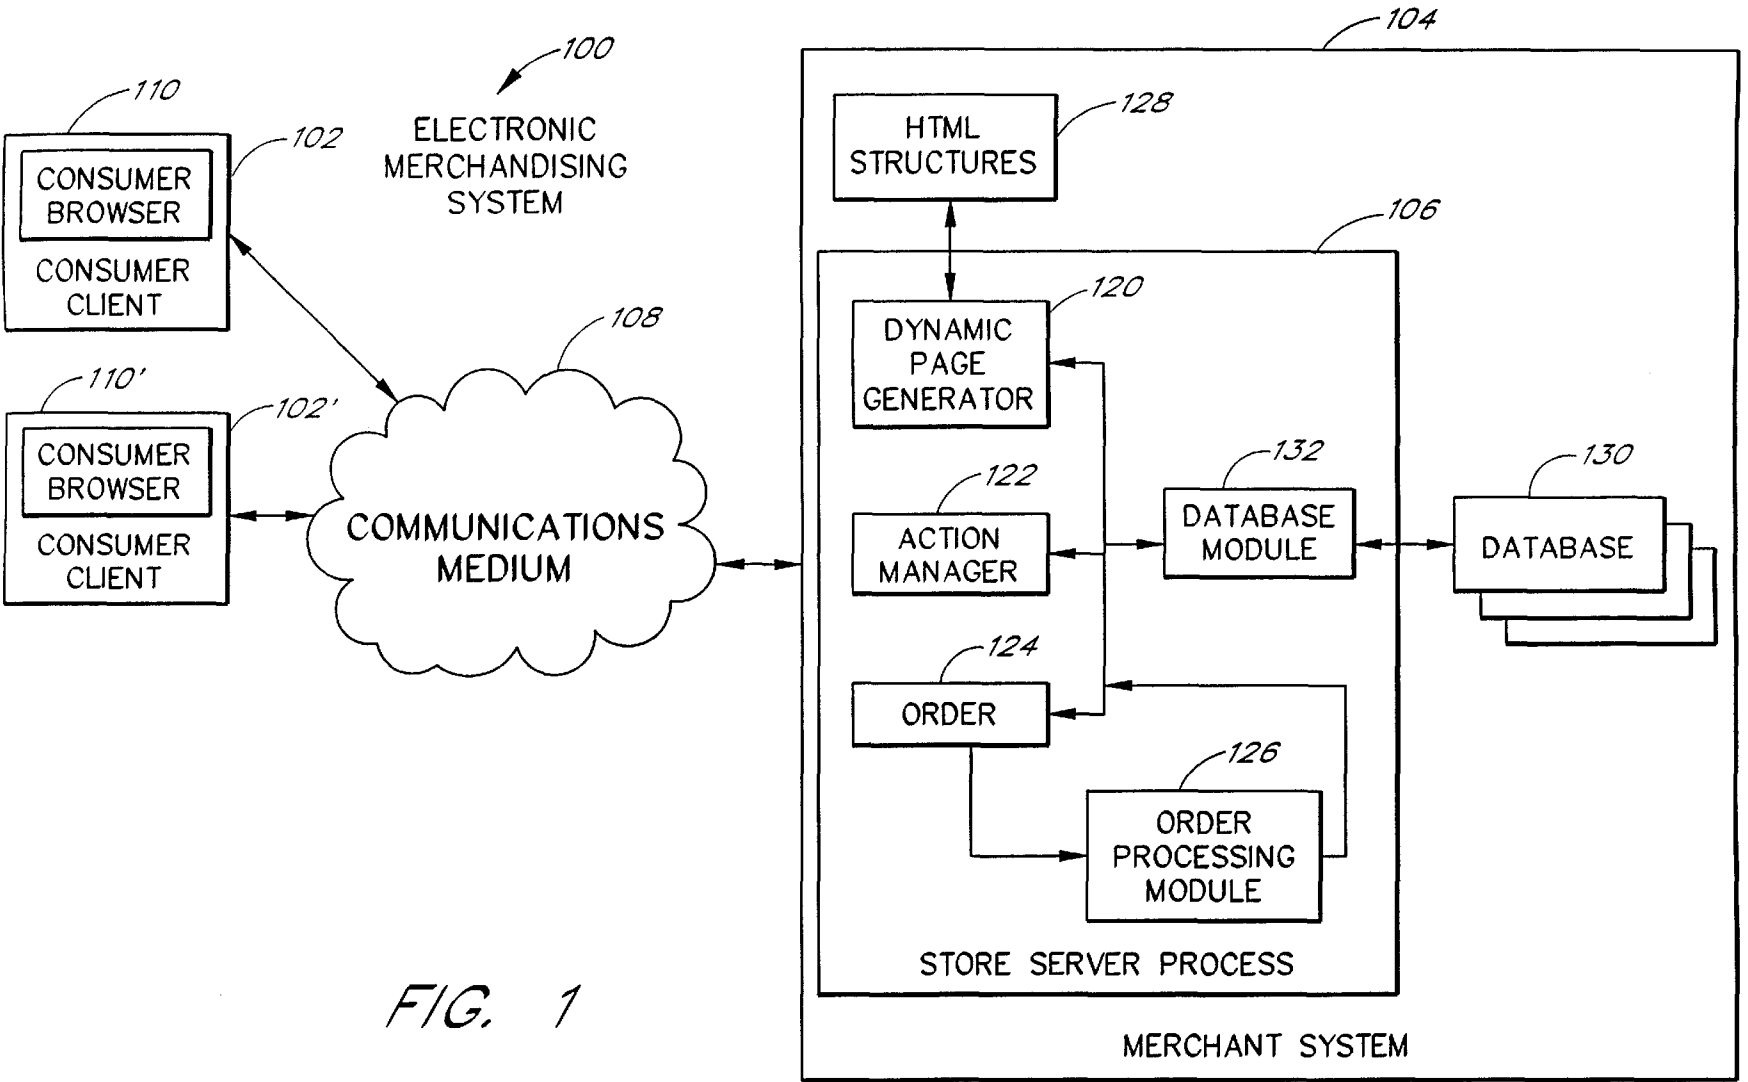 100
ELECTRONIC
MERCHANDISING
SYSTEM
110
102
CONSUMER
BROWSER
CONSUMER
CLIENT
110'
102'
CONSUMER
BROWSER
CONSUMER
CLIENT
108
COMMUNICATIONS
MEDIUM
104
128
HTML
STRUCTURES
106
120
DYNAMIC
PAGE
GENERATOR
122
ACTION
MANAGER
132
DATABASE
MODULE
130
DATABASE
124
ORDER
126
ORDER
PROCESSING
MODULE
STORE SERVER PROCESS
MERCHANT SYSTEM
FIG. 1